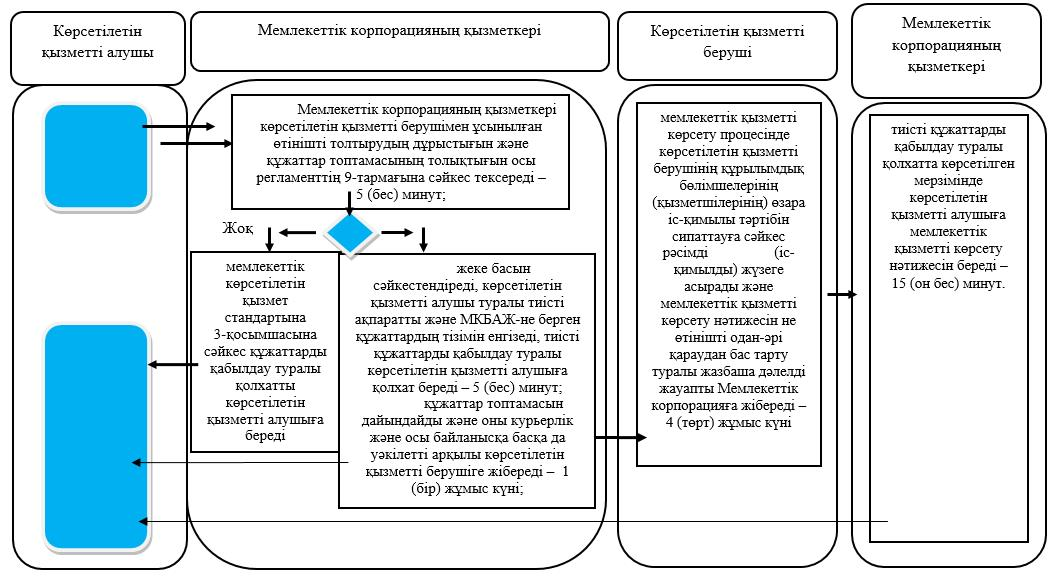 Көрсетілетін
қызметті алушы
Мемлекеттік корпорацияның қызметкері
Көрсетілетін қызметті
беруші
Мемлекеттік
корпорацияның
қызметкері
Мемлекеттік корпорацияның қызметкері
көрсетілетін қызметті берушімен ұсынылған
өтінішті толтырудың дұрыстығын және
құжаттар топтамасының толықтығын осы
регламенттің 9-тармағына сәйкес тексереді –
5 (бес) минут;
Жоқ
мемлекеттік
көрсетілетін
қызмет
стандартына
3-қосымшасына
сәйкес құжаттарды
қабылдау туралы
қолхатты
көрсетілетін
қызметті алушыға
береді
жеке басын
сәйкестендіреді, көрсетілетін
қызметті алушы туралы тиісті
ақпаратты және МКБАЖ-не берген
құжаттардың тізімін енгізеді, тиісті
құжаттарды қабылдау туралы
көрсетілетін қызметті алушыға
қолхат береді – 5 (бес) минут;
құжаттар топтамасын
дайындайды және оны курьерлік
және осы байланысқа басқа да
уәкілетті арқылы көрсетілетін
қызметті берушіге жібереді – 1
(бір) жұмыс күні;
мемлекеттік қызметті
көрсету процесінде
көрсетілетін қызметті
берушінің құрылымдық
бөлімшелерінің
(қызметшілерінің) өзара
іс-қимылы тәртібін
сипаттауға сәйкес
рәсімді (іс-
қимылды) жүзеге
асырады және
мемлекеттік қызметті
көрсету нәтижесін не
өтінішті одан-әрі
қараудан бас тарту
туралы жазбаша дәлелді
жауапты Мемлекеттік
корпорацияға жібереді –
4 (төрт) жұмыс күні
тиісті құжаттарды
қабылдау туралы
қолхатта көрсетілген
мерзімінде
көрсетілетін
қызметті алушыға
мемлекеттік
қызметті көрсету
нәтижесін береді –
15 (он бес) минут.